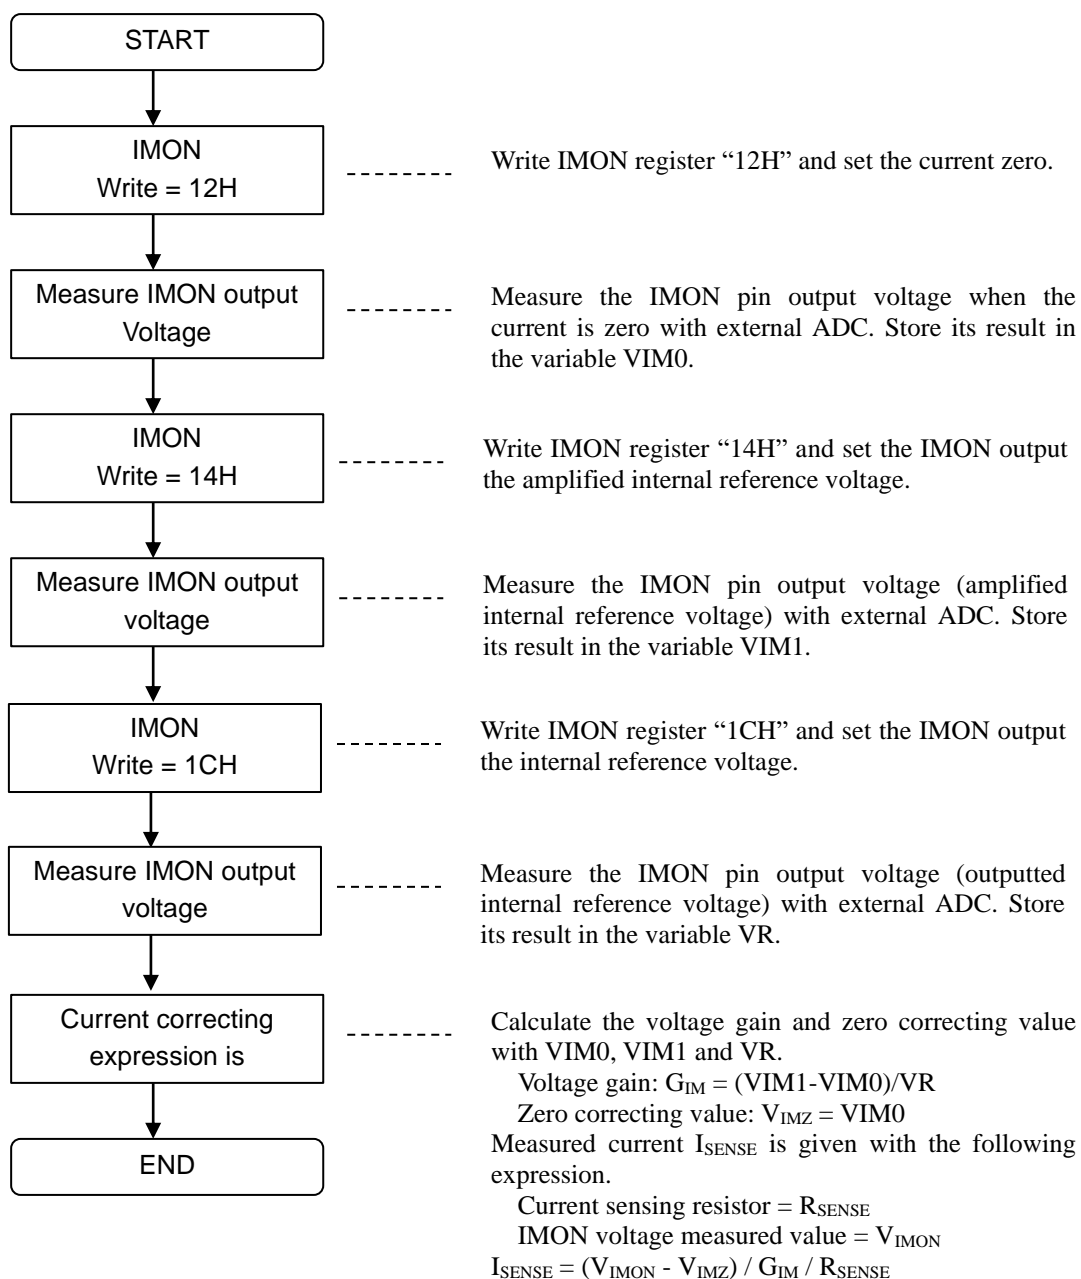 START
IMON
Write = 12H
Write IMON register “12H” and set the current zero.
Measure IMON output
Voltage
Measure the IMON pin output voltage when the
current is zero with external ADC. Store its result in
the variable VIM0.
IMON
Write = 14H
Write IMON register “14H” and set the IMON output
the amplified internal reference voltage.
Measure IMON output
voltage
Measure the IMON pin output voltage (amplified
internal reference voltage) with external ADC. Store
its result in the variable VIM1.
IMON
Write = 1CH
Write IMON register “1CH” and set the IMON output
the internal reference voltage.
Measure IMON output
voltage
Measure the IMON pin output voltage (outputted
internal reference voltage) with external ADC. Store
its result in the variable VR.
Current correcting
expression is
Calculate the voltage gain and zero correcting value
with VIM0, VIM1 and VR.
Voltage gain: GIM = (VIM1-VIM0)/VR
Zero correcting value: VIMZ = VIM0
Measured current ISENSE is given with the following
expression.
Current sensing resistor = RSENSE
IMON voltage measured value = VIMON
ISENSE = (VIMON - VIMZ) / GIM / RSENSE
END